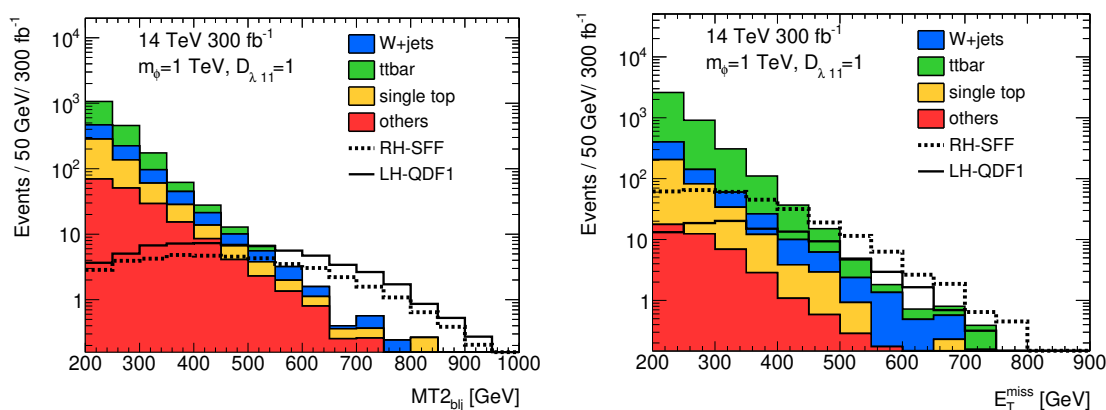 Events / 50 GeV/ 300 fb⁻¹
10⁴
10³
10²
10
1
14 TeV 300 fb⁻¹
m_ϕ=1 TeV, D_λ 11=1
W+jets
ttbar
single top
others
RH-SFF
LH-QDF1
200 300 400 500 600 700 800 900 1000
MT2_blj [GeV]
Events / 50 GeV/ 300 fb⁻¹
10⁴
10³
10²
10
1
14 TeV 300 fb⁻¹
m_ϕ=1 TeV, D_λ 11=1
W+jets
ttbar
single top
others
RH-SFF
LH-QDF1
200 300 400 500 600 700 800 900
E_T^miss [GeV]